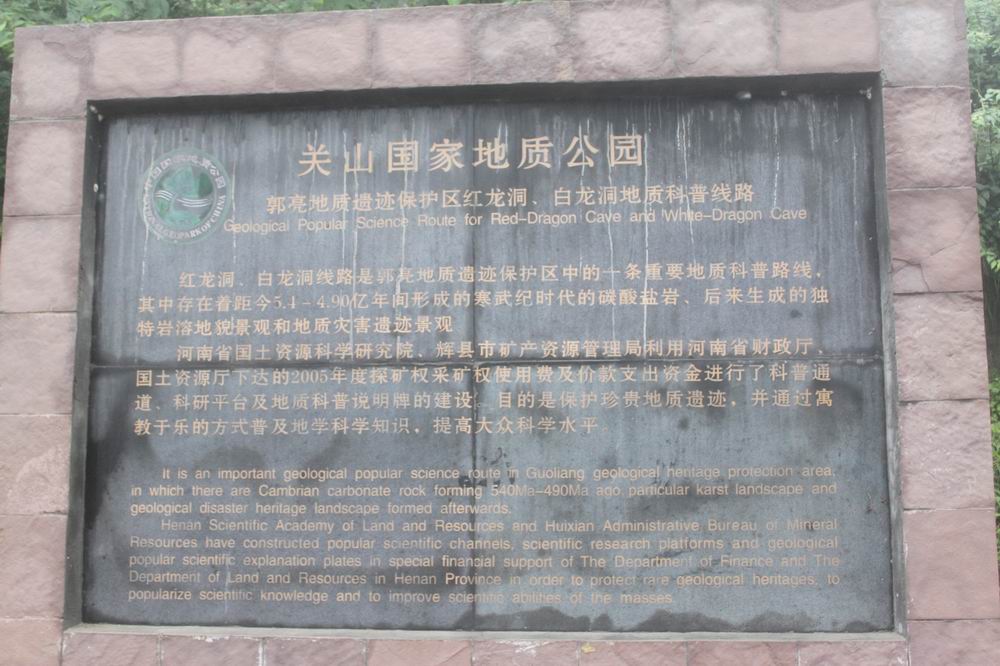 关山国家地质公园
郭亮地质遗迹保护区红龙洞、白龙洞地质科普线路
Geological Popular Science Route for Red-Dragon Cave and White-Dragon Cave
红龙洞、白龙洞线路是郭亮地质遗迹保护区中的一条重要地质科普路线，
其中存在着距今5.4-4.90亿年间形成的寒武纪时代的碳酸盐岩、后来生成的独
特岩溶地貌景观和地质灾害遗迹景观
河南省国土资源科学研究院、辉县市矿产资源管理局利用河南省财政厅、
国土资源厅下达的2005年度探矿权采矿权使用费及价款支出资金进行了科普通
道、科研平台及地质科普说明牌的建设。目的是保护珍贵地质遗迹，并通过寓
教于乐的方式普及地学科学知识，提高大众科学水平。
It is an important geological popular science route in Guoliang geological heritage protection area,
in which there are Cambrian carbonate rock forming 540Ma-490Ma ago, particular karst landscape and
geological disaster heritage landscape formed afterwards.
Henan Scientific Academy of Land and Resources and Huixian Administrative Bureau of Mineral
Resources have constructed popular scientific channels, scientific research platforms and geological
popular scientific explanation plates in special financial support of The Department of Finance and The
Department of Land and Resources in Henan Province in order to protect rare geological heritages, to
popularize scientific knowledge and to improve scientific abilities of the masses.